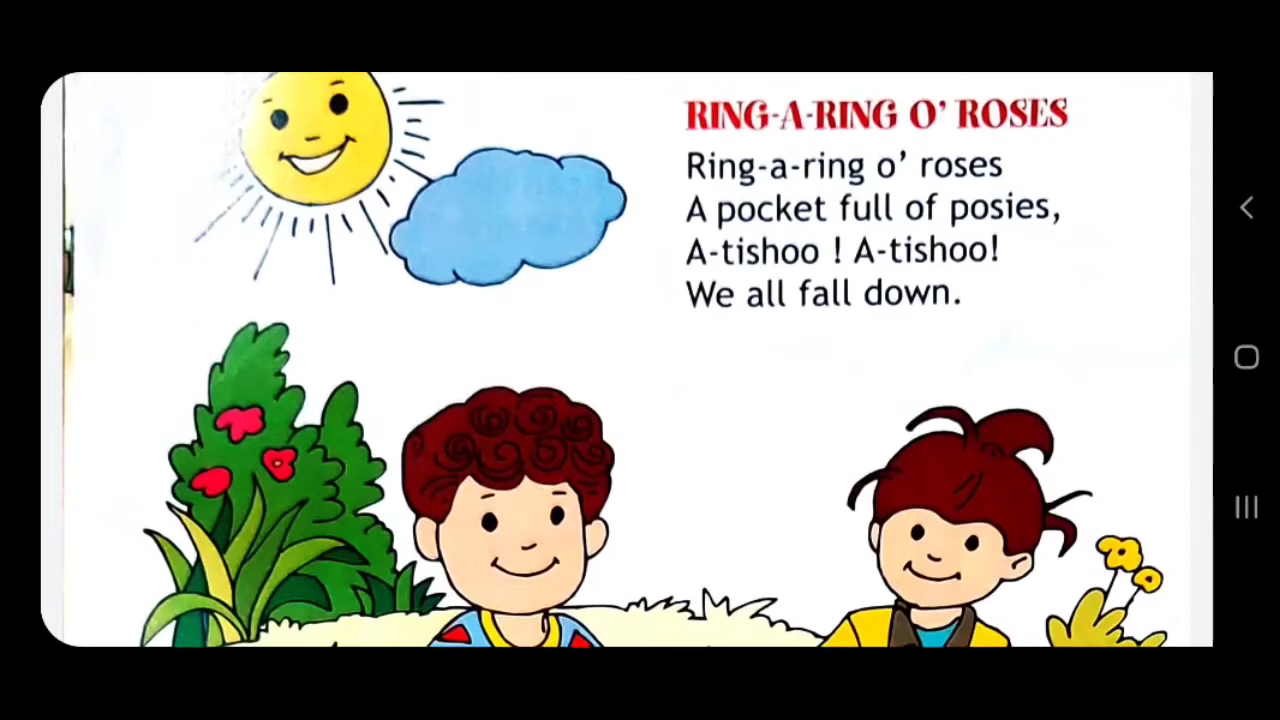 RING-A-RING O’ ROSES
Ring-a-ring o’ roses
A pocket full of posies,
A-tishoo ! A-tishoo!
We all fall down.